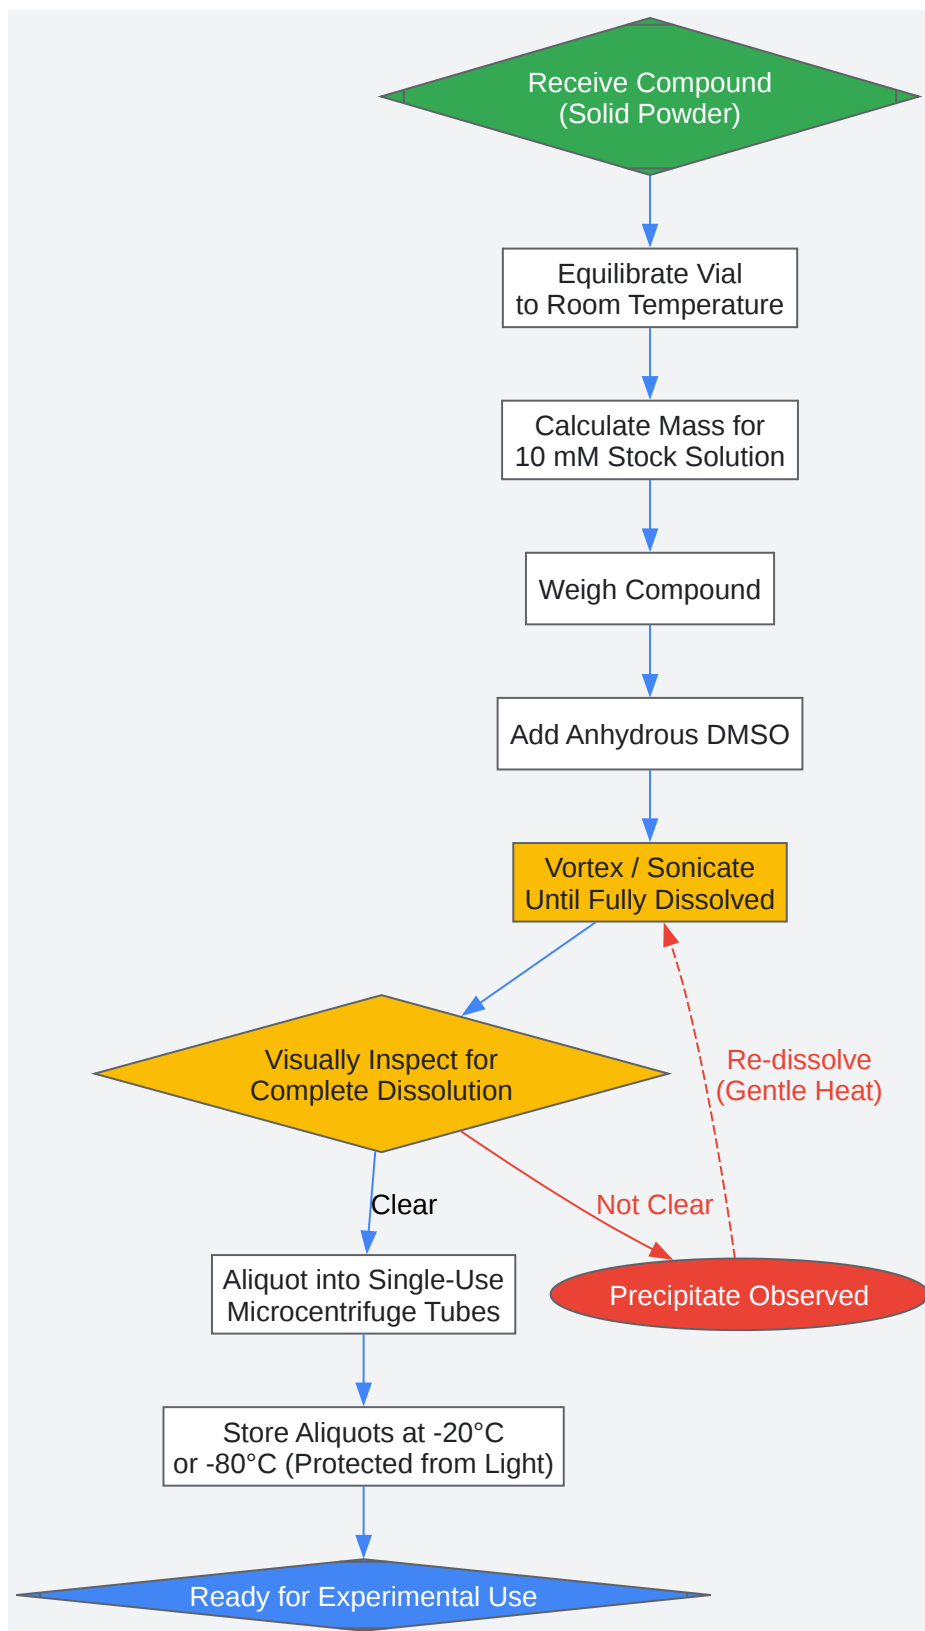 Receive Compound
(Solid Powder)
Equilibrate Vial
to Room Temperature
Calculate Mass for
10 mM Stock Solution
Weigh Compound
Add Anhydrous DMSO
Vortex / Sonicate
Until Fully Dissolved
Visually Inspect for
Complete Dissolution
Re-dissolve
(Gentle Heat)
Clear
Not Clear
Aliquot into Single-Use
Microcentrifuge Tubes
Precipitate Observed
Store Aliquots at -20°C
or -80°C (Protected from Light)
Ready for Experimental Use